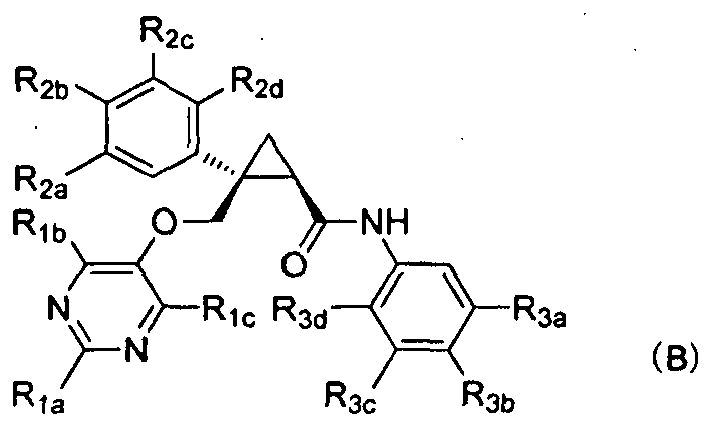 R2c
R2b
R2d
R2a
R1b
O
NH
O
N
R1c
R3d
R3a
N
(B)
R1a
R3c
R3b